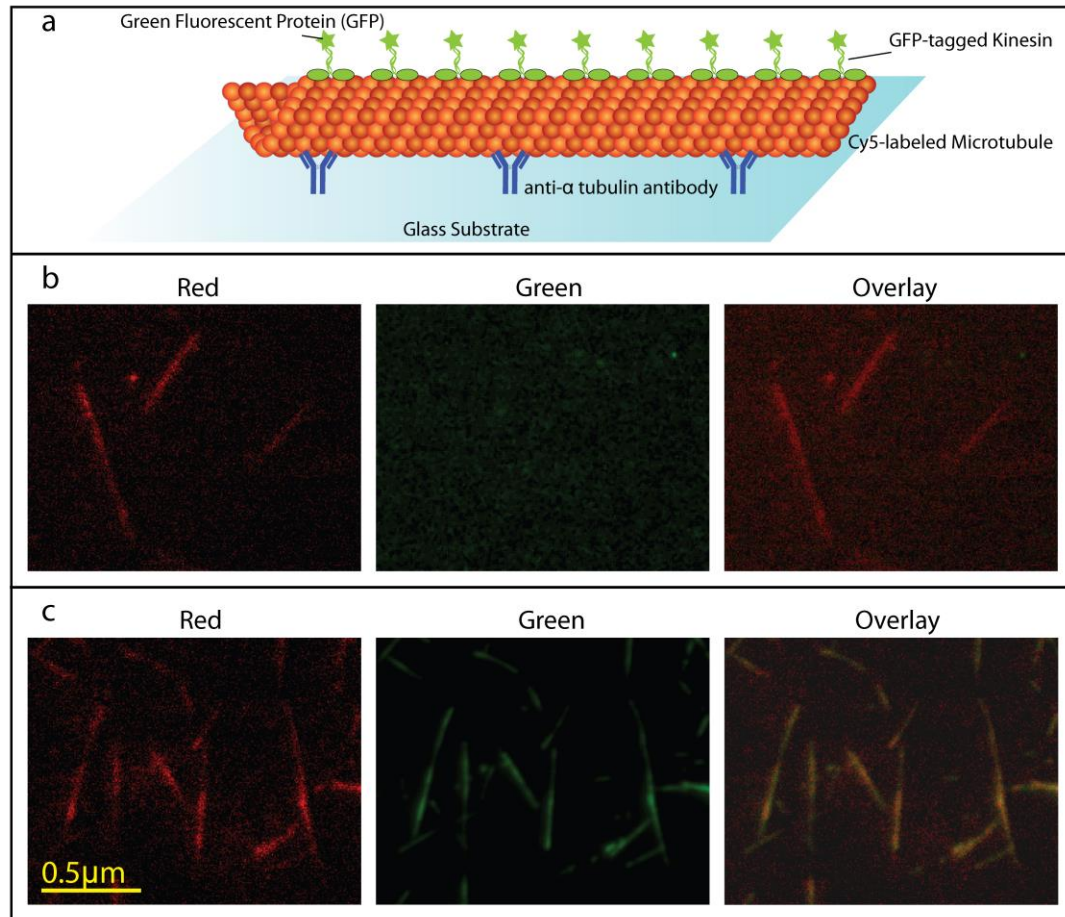 a
Green Fluorescent Protein (GFP)
GFP-tagged Kinesin
Cy5-labeled Microtubule
anti-α tubulin antibody
Glass Substrate
b
Red Green Overlay
c
Red Green Overlay
0.5μm